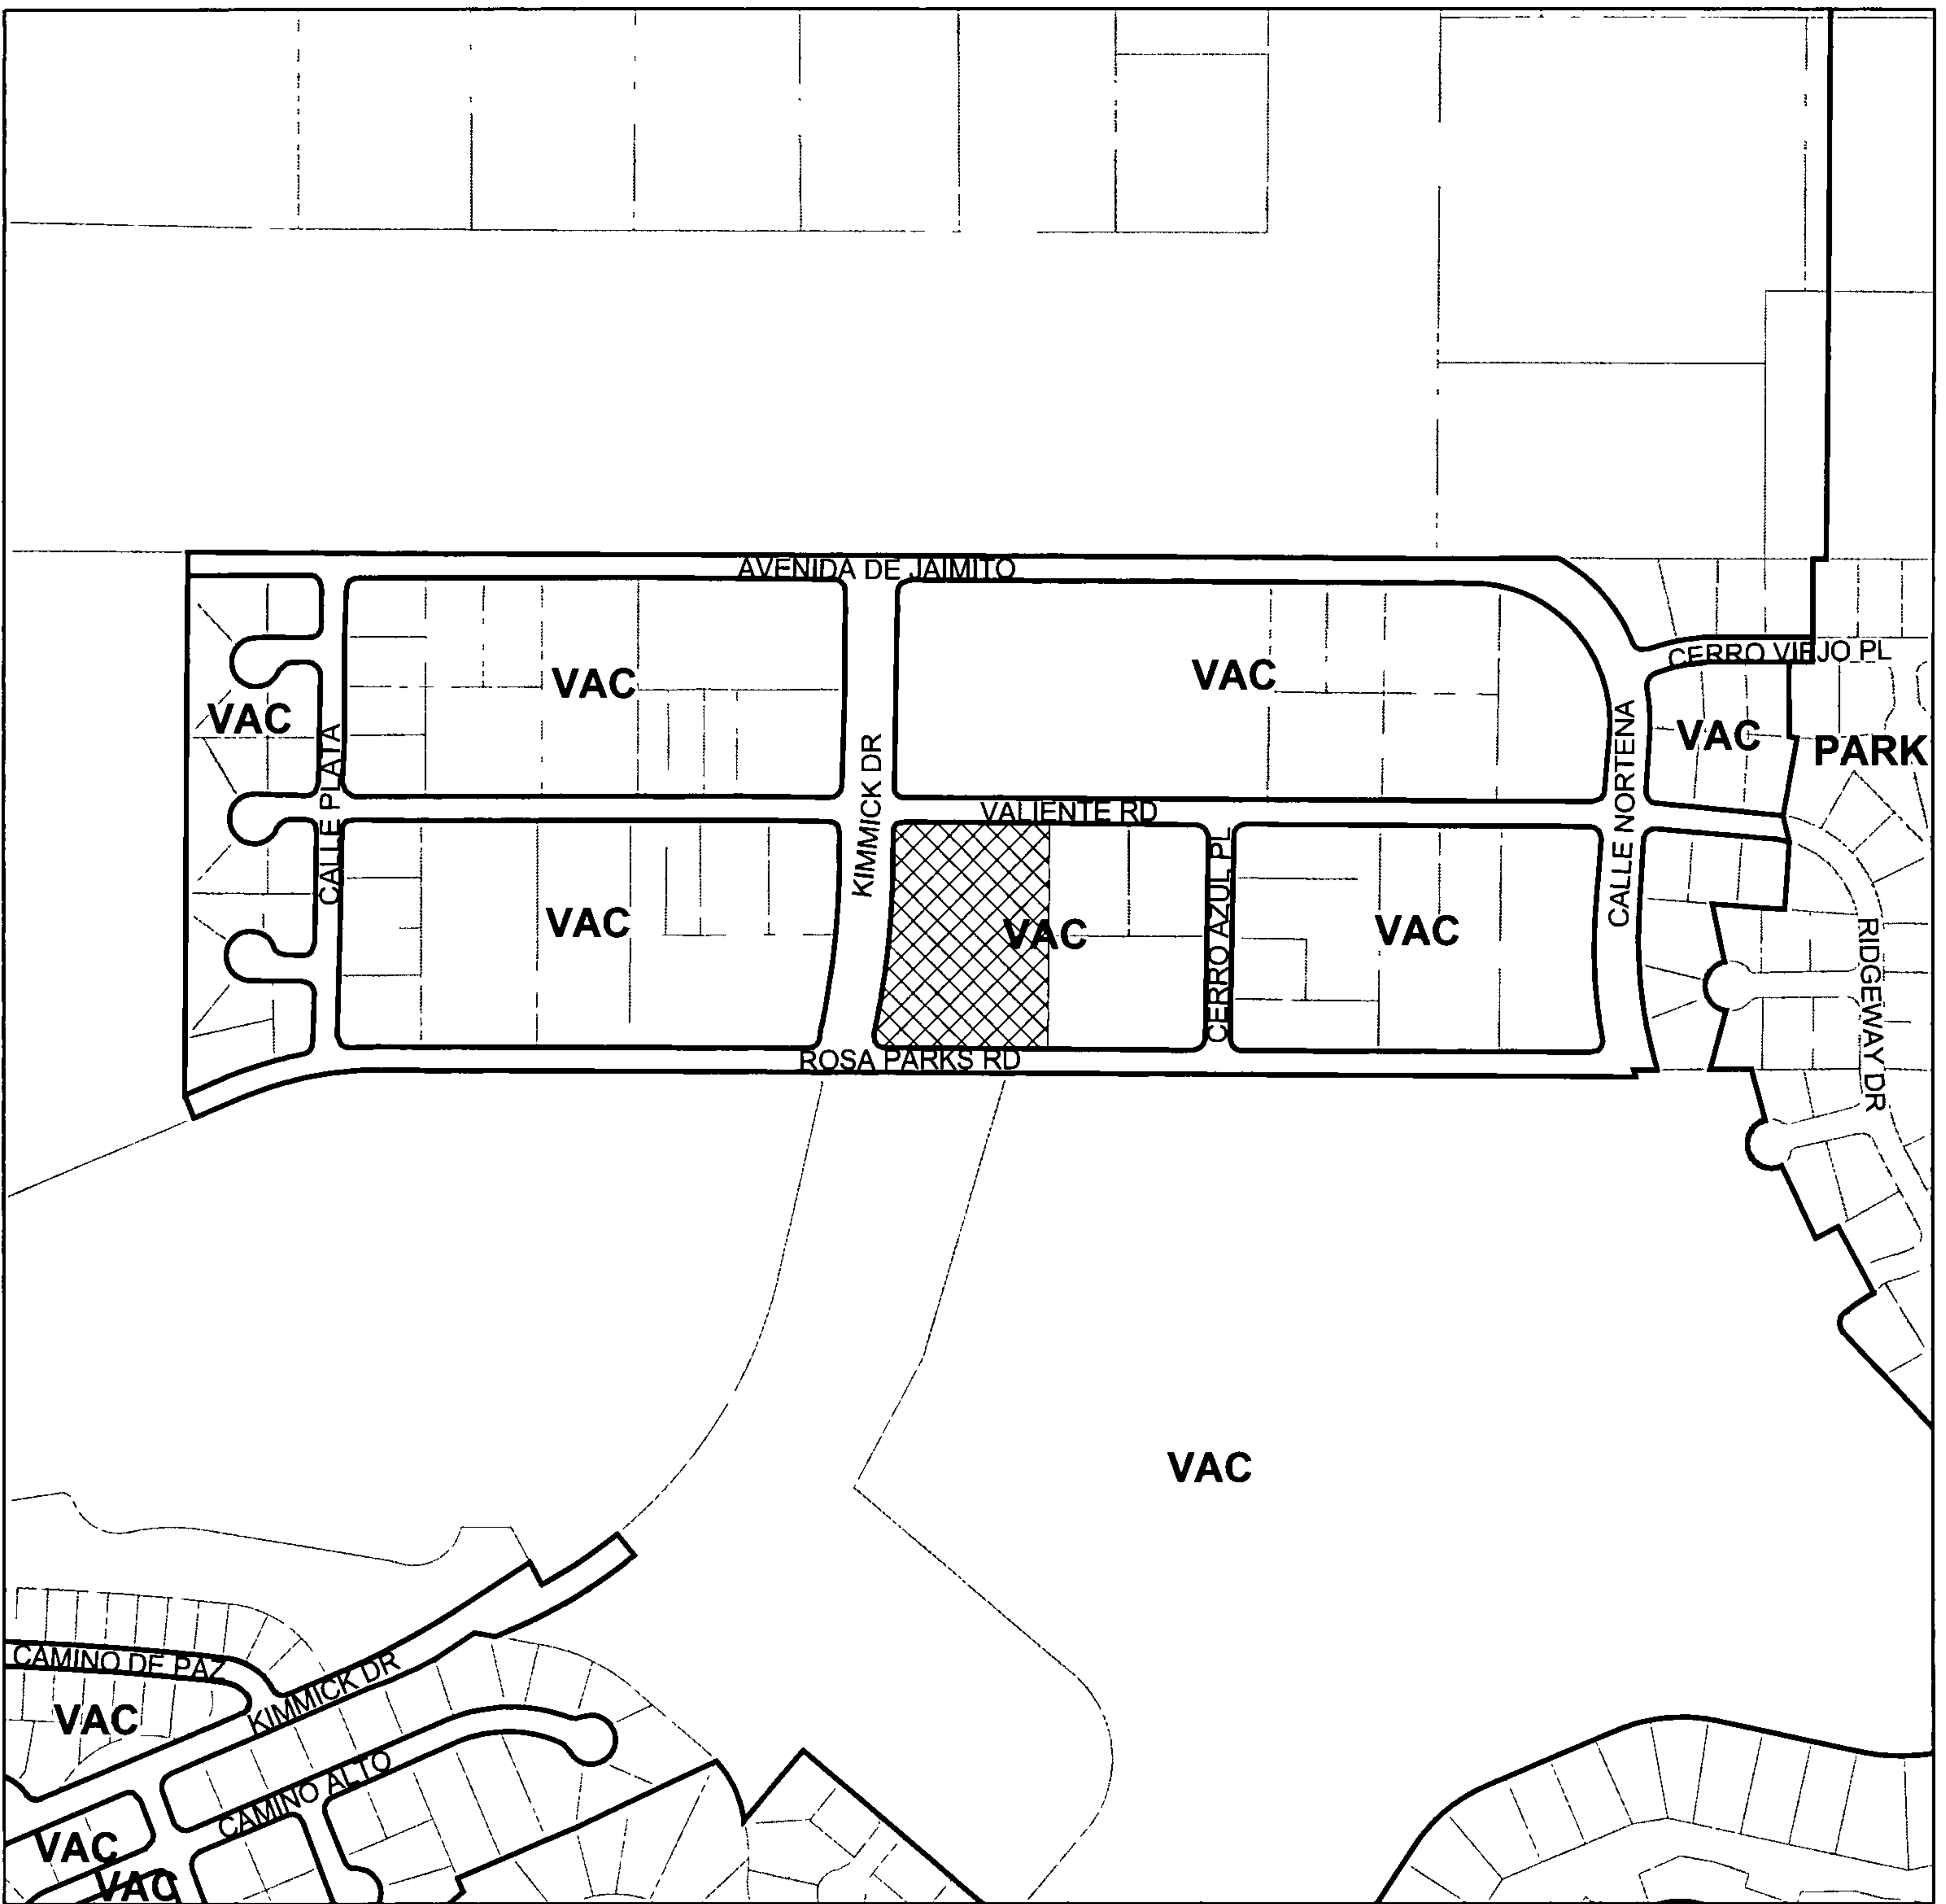 AVENIDA DE JAIMITO
CERRO VIEJO PL
VAC
VAC
VAC
VAC
PARK
CALLE PLATA
KIMMICK DR
CALLE NORTENA
VALIENTE RD
VAC
VAC
VAC
CERRO AZUL PL
RIDGEWAY DR
ROSA PARKS RD
VAC
CAMINO DE PAZ
KIMMICK DR
VAC
CAMINO ALTO
VAC
VAC